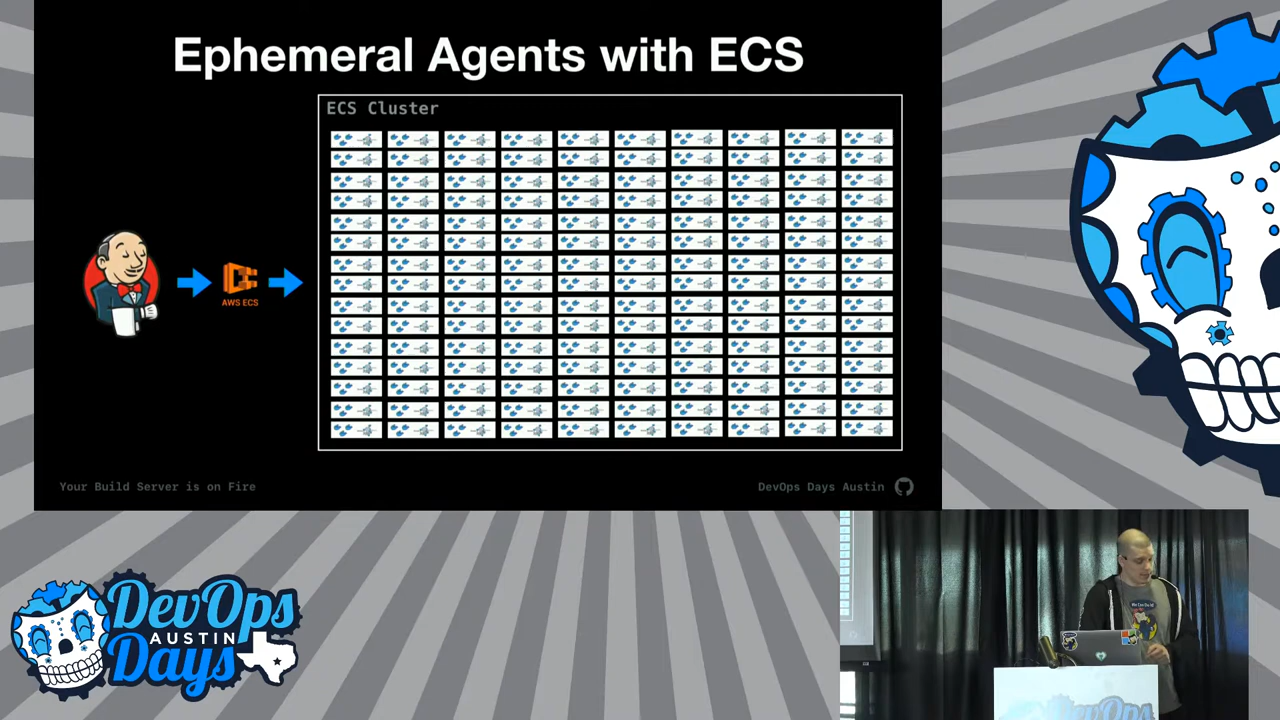 Ephemeral Agents with ECS
ECS Cluster
AWS ECS
Your Build Server is on Fire
DevOps Days Austin
DevOps
AUSTIN
Days